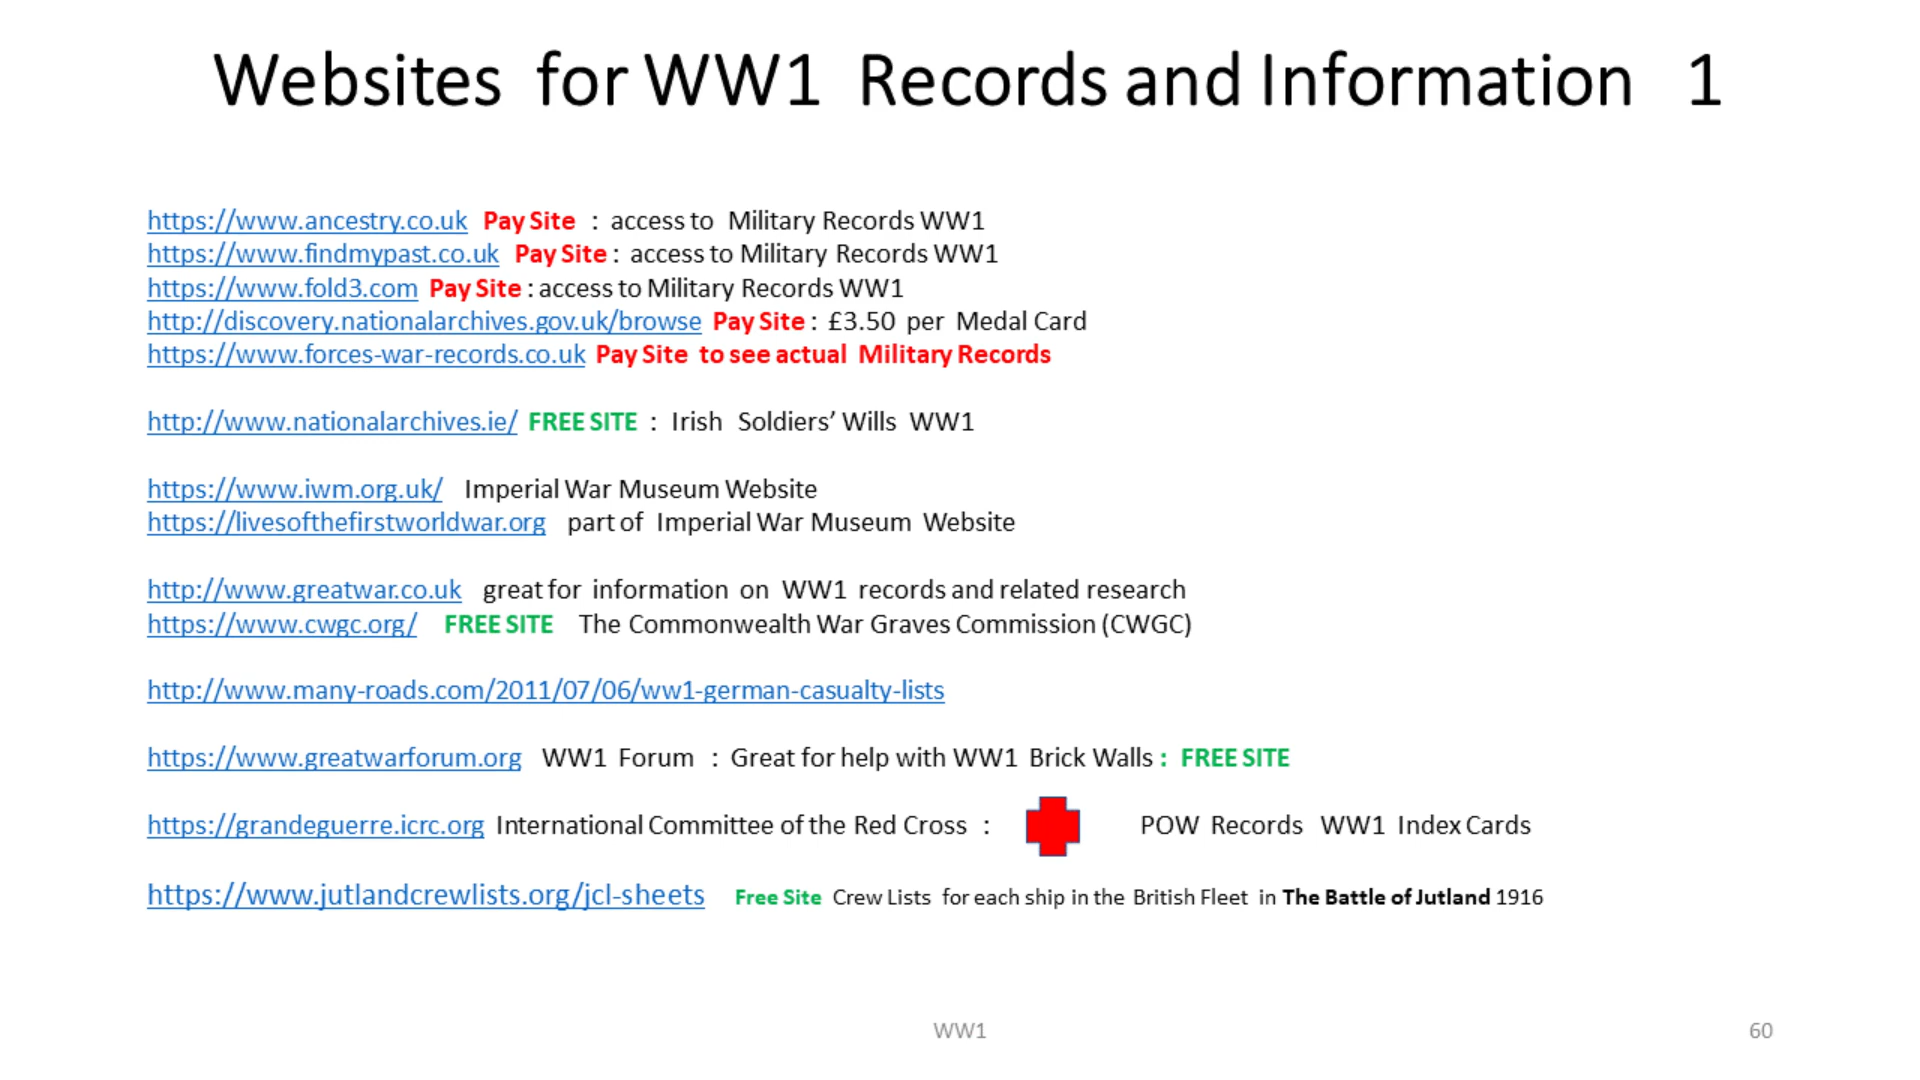 Websites for WW1 Records and Information 1
https://www.ancestry.co.uk Pay Site : access to Military Records WW1
https://www.findmypast.co.uk Pay Site : access to Military Records WW1
https://www.fold3.com Pay Site : access to Military Records WW1
http://discovery.nationalarchives.gov.uk/browse Pay Site : £3.50 per Medal Card
https://www.forces-war-records.co.uk Pay Site to see actual Military Records
http://www.nationalarchives.ie/ FREE SITE : Irish Soldiers’ Wills WW1
https://www.iwm.org.uk/ Imperial War Museum Website
https://livesofthefirstworldwar.org part of Imperial War Museum Website
http://www.greatwar.co.uk great for information on WW1 records and related research
https://www.cwgc.org/ FREE SITE The Commonwealth War Graves Commission (CWGC)
http://www.many-roads.com/2011/07/06/ww1-german-casualty-lists
https://www.greatwarforum.org WW1 Forum : Great for help with WW1 Brick Walls : FREE SITE
https://grandeguerre.icrc.org International Committee of the Red Cross : POW Records WW1 Index Cards
https://www.jutlandcrewlists.org/jcl-sheets Free Site Crew Lists for each ship in the British Fleet in The Battle of Jutland 1916
WW1
60